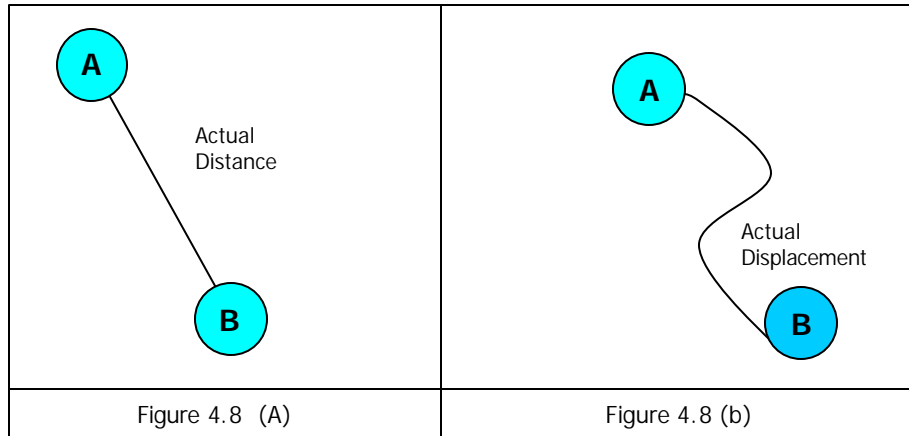 A
Actual
Distance
B
A
Actual
Displacement
B
Figure 4.8 (A)
Figure 4.8 (b)